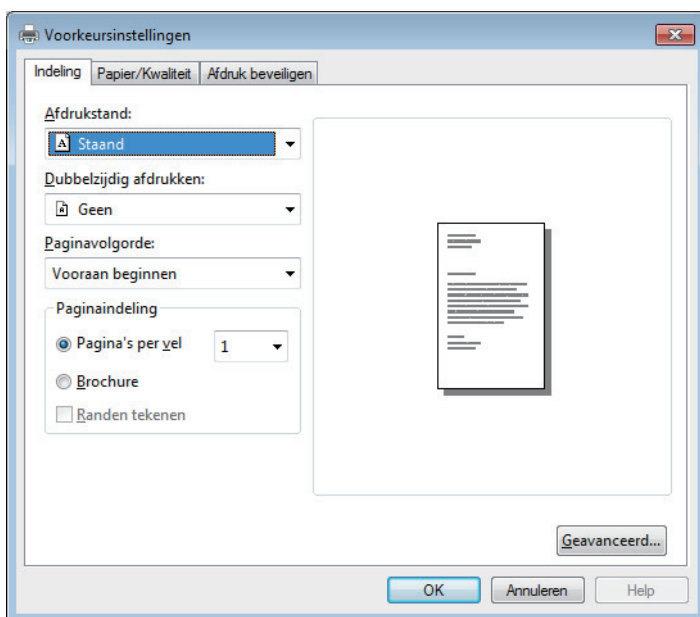 Voorkeursinstellingen
Indeling Papier/Kwaliteit Afdruk beveiligen
Afdrukstand:
A Staand
Dubbelzijdig afdrukken:
Geen
Paginavolgorde:
Vooraan beginnen
Paginaindeling
Pagina's per vel 1
Brochure
Randen tekenen
Geavanceerd...
OK Annuleren Help